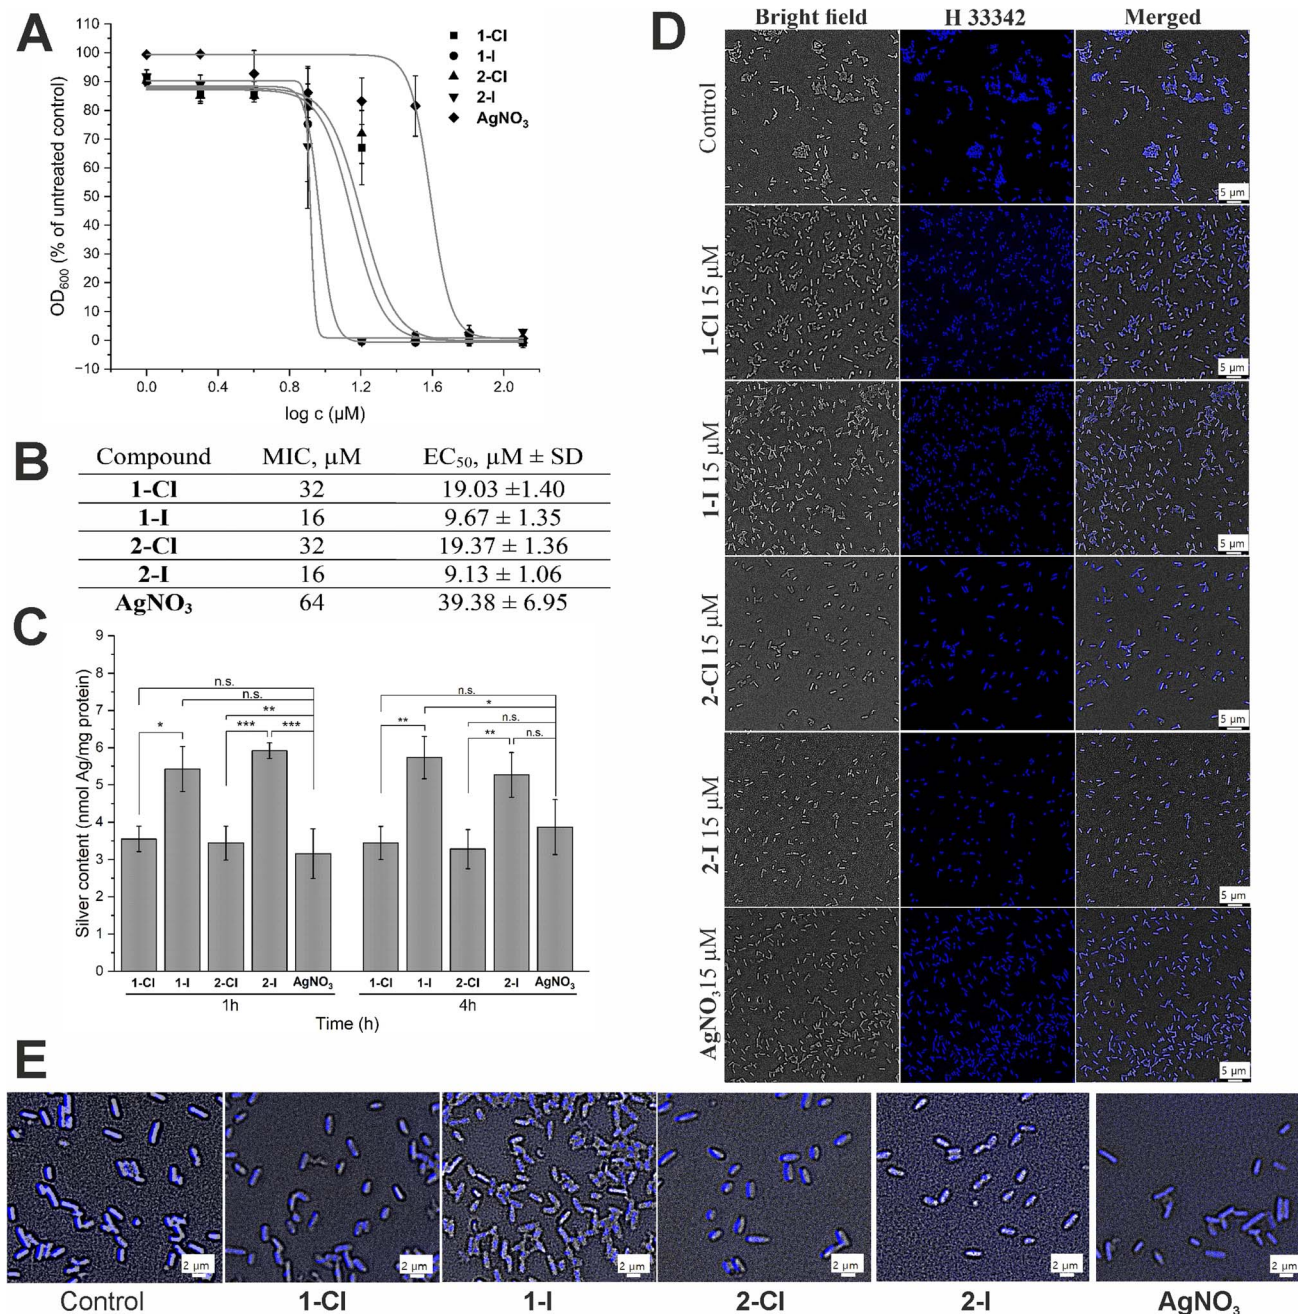 A
110
100
90
80
70
60
50
40
30
20
10
0
−10
OD₆₀₀ (% of untreated control)
0.0 0.4 0.8 1.2 1.6 2.0
log c (µM)
1-Cl
1-I
2-Cl
2-I
AgNO₃
B
Compound MIC, µM EC₅₀, µM ± SD
1-Cl 32 19.03 ±1.40
1-I 16 9.67 ± 1.35
2-Cl 32 19.37 ± 1.36
2-I 16 9.13 ± 1.06
AgNO₃ 64 39.38 ± 6.95
C
9
8
7
6
5
4
3
2
1
0
Silver content (nmol Ag/mg protein)
n.s.
n.s.
**
* *** ***
n.s.
*
n.s.
** ** n.s.
1-Cl 1-I 2-Cl 2-I AgNO₃ 1-Cl 1-I 2-Cl 2-I AgNO₃
1h 4h
Time (h)
D
Bright field H 33342 Merged
Control
5 µm
1-Cl 15 µM
5 µm
1-I 15 µM
5 µm
2-Cl 15 µM
5 µm
2-I 15 µM
5 µm
AgNO₃15 µM
5 µm
E
2 µm 2 µm 2 µm 2 µm 2 µm 2 µm
Control 1-Cl 1-I 2-Cl 2-I AgNO₃